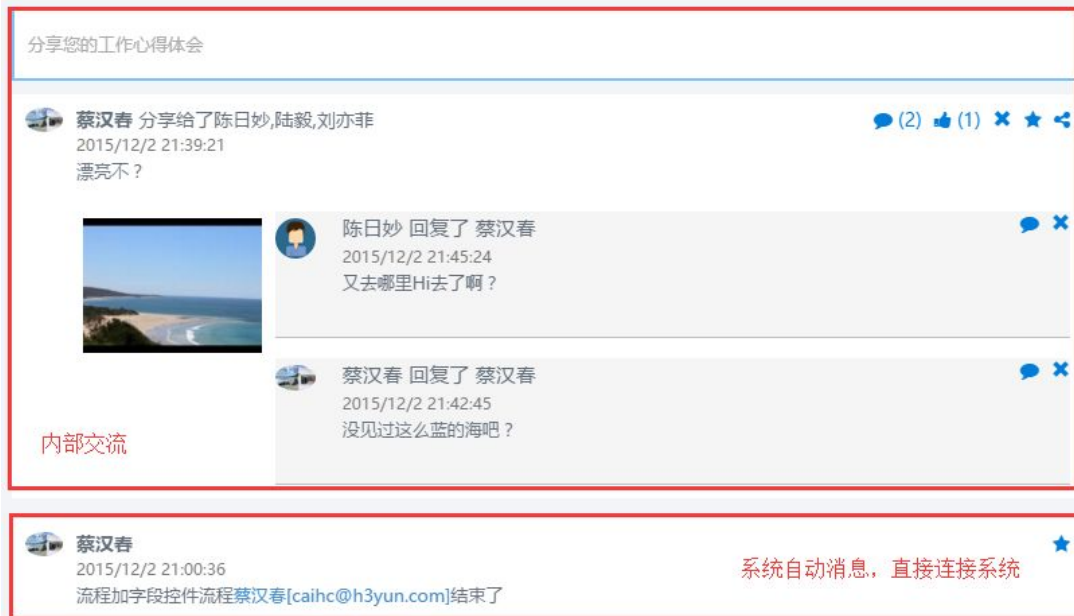 分享您的工作心得体会
蔡汉春 分享给了陈日妙,陆毅,刘亦菲
(2) (1)
2015/12/2 21:39:21
漂亮不？
陈日妙 回复了 蔡汉春
2015/12/2 21:45:24
又去哪里Hi去了啊？
蔡汉春 回复了 蔡汉春
2015/12/2 21:42:45
没见过这么蓝的海吧？
内部交流
蔡汉春
2015/12/2 21:00:36
系统自动消息，直接连接系统
流程加字段控件流程蔡汉春[caihc@h3yun.com]结束了